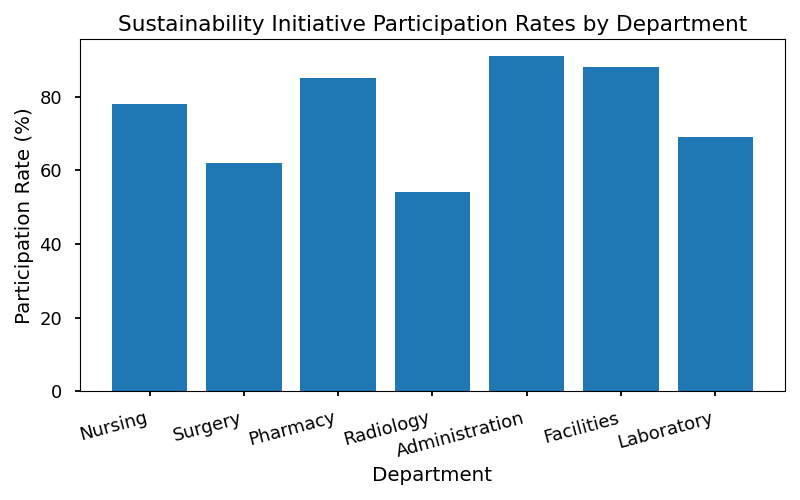 Sustainability Initiative Participation Rates by Department
Participation Rate (%)
80
60
40
20
0
Nursing
Surgery
Pharmacy
Radiology
Administration
Facilities
Laboratory
Department